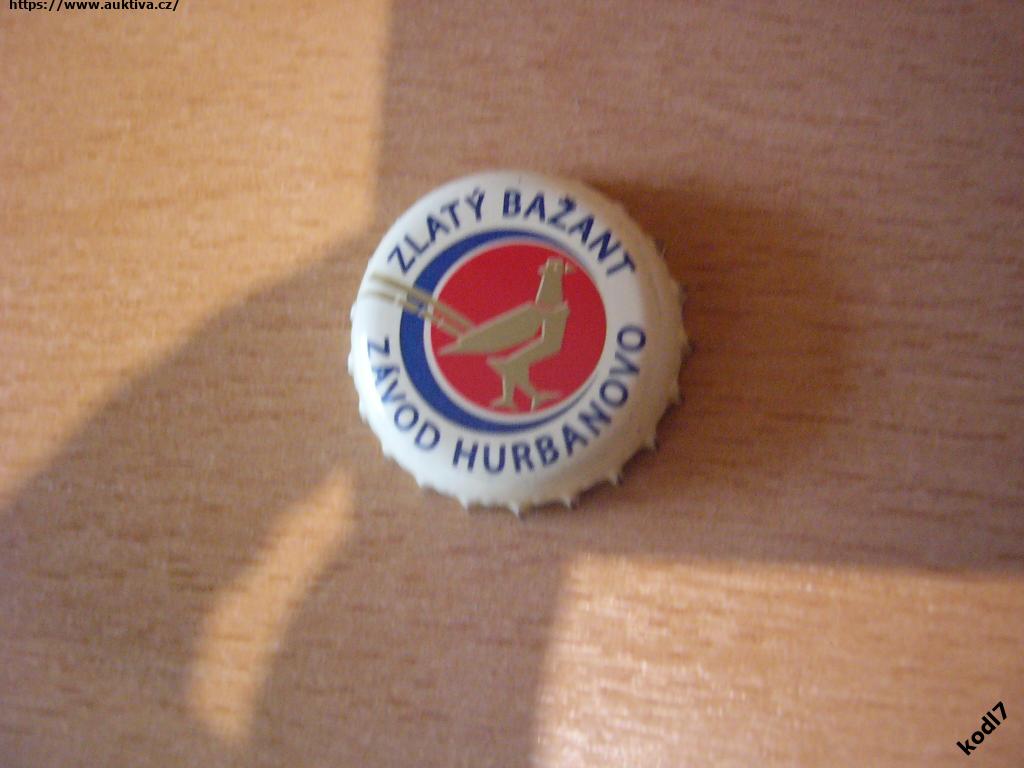 https://www.auktiva.cz/
ZLATÝ BAŽANT
ZÁVOD HURBANOVO
kodl7